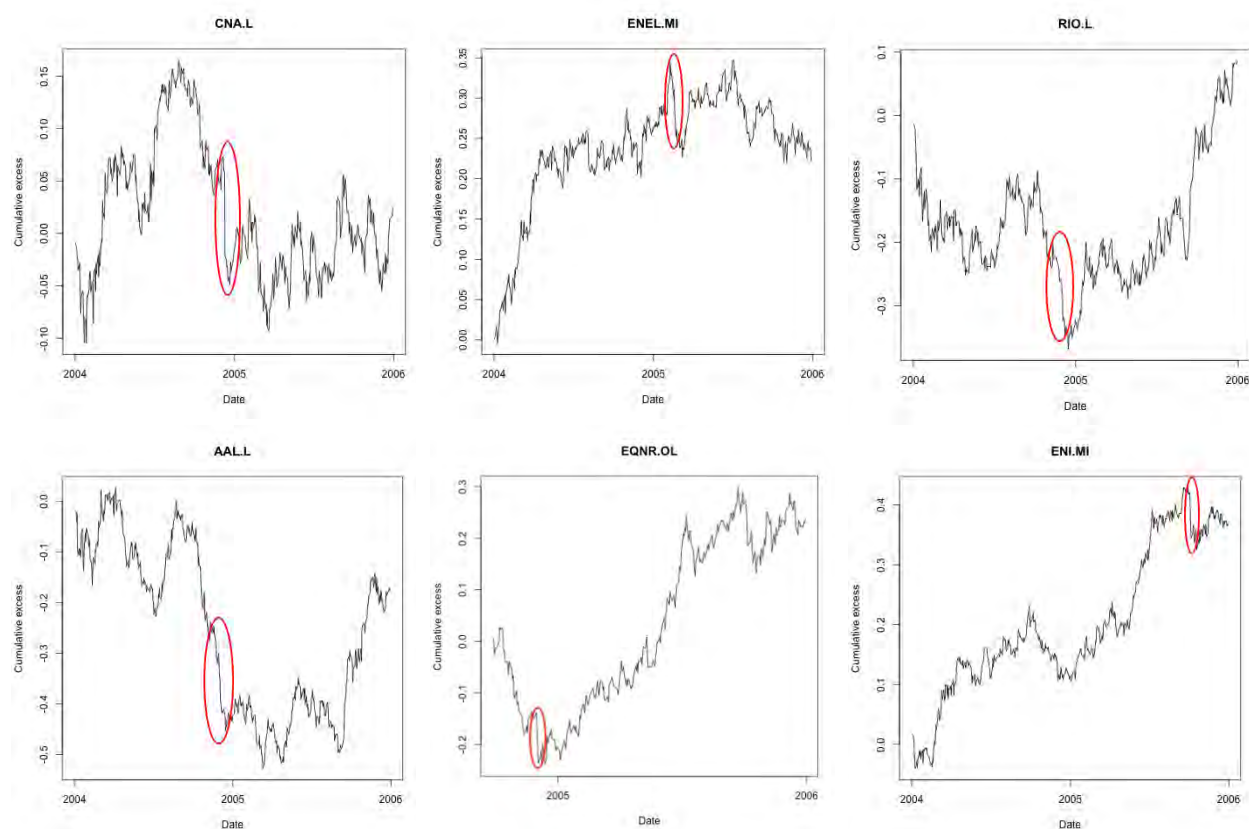 CNA.L
Cumulative excess
0.15
0.10
0.05
0.00
-0.05
-0.10
2004
2005
2006
Date
ENEL.MI
Cumulative excess
0.35
0.30
0.25
0.20
0.15
0.10
0.05
0.00
2004
2005
2006
Date
RIO.L
Cumulative excess
0.1
0.0
-0.1
-0.2
-0.3
2004
2005
2006
Date
AAL.L
Cumulative excess
0.0
-0.1
-0.2
-0.3
-0.4
-0.5
2004
2005
2006
Date
EQNR.OL
Cumulative excess
0.3
0.2
0.1
0.0
-0.1
-0.2
2005
2006
Date
ENI.MI
Cumulative excess
0.4
0.3
0.2
0.1
0.0
2004
2005
2006
Date